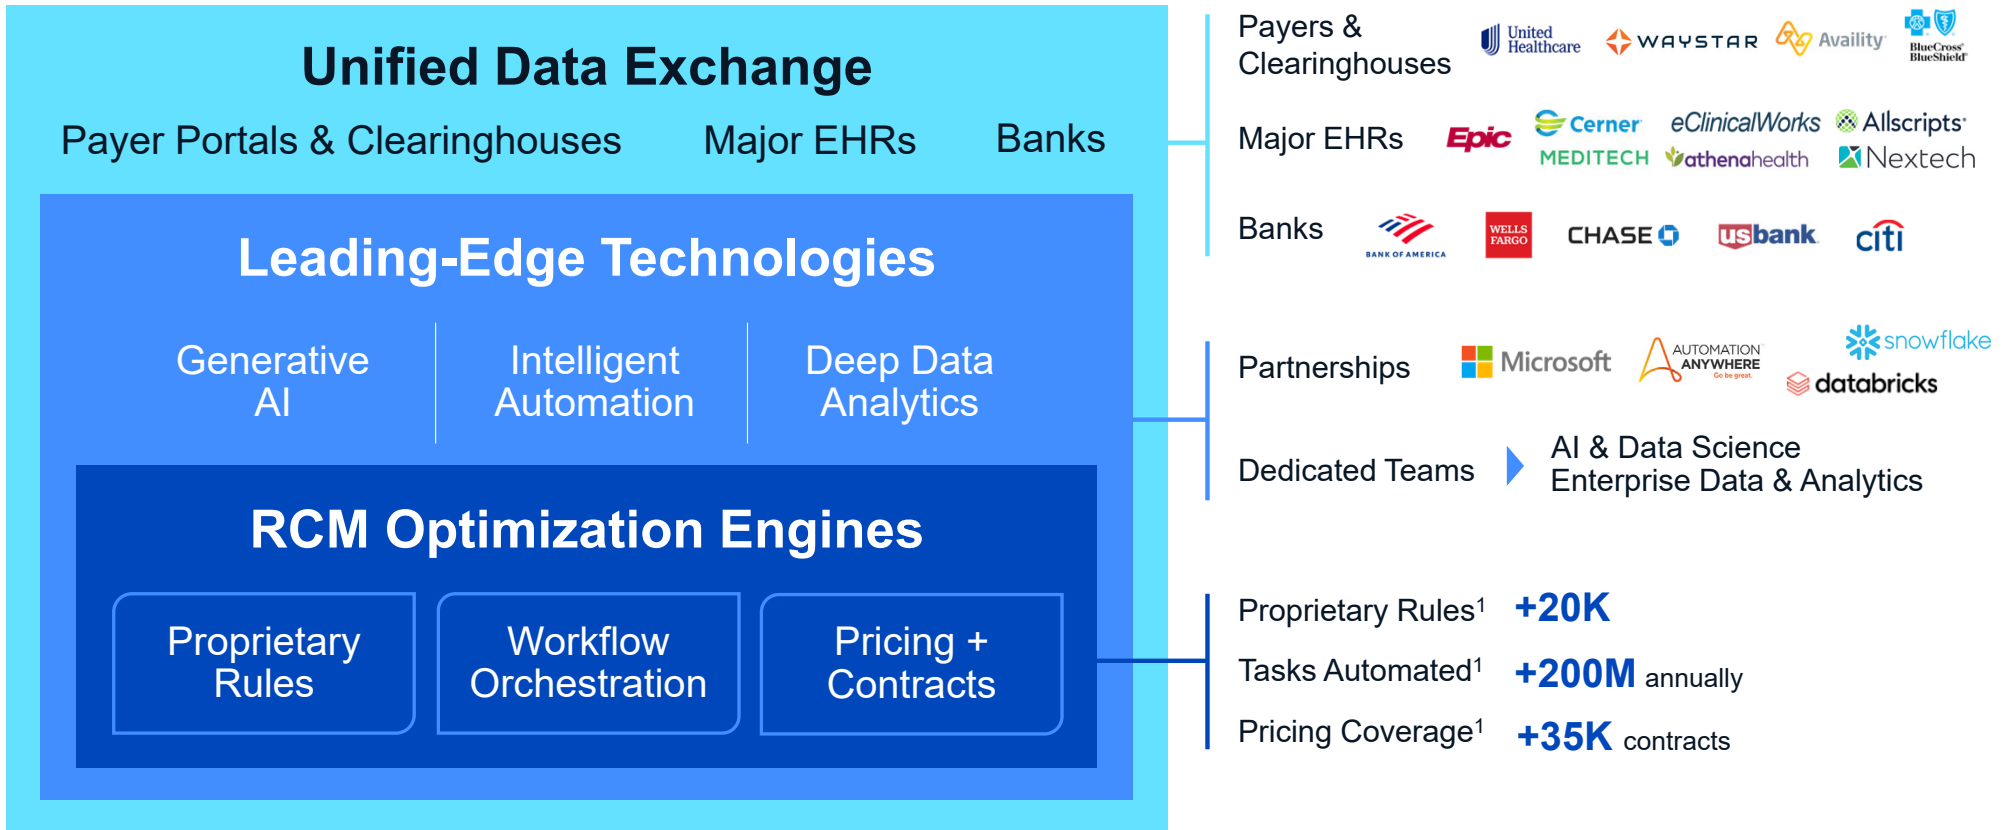 Unified Data Exchange
Payer Portals & Clearinghouses
Major EHRs
Banks
Leading-Edge Technologies
Generative
AI
Intelligent
Automation
Deep Data
Analytics
RCM Optimization Engines
Proprietary
Rules
Workflow
Orchestration
Pricing +
Contracts
Payers &
Clearinghouses
United
Healthcare
WAYSTAR
Availity
BlueCross®
BlueShield®
Major EHRs
Epic
Cerner
eClinicalWorks
Allscripts
MEDITECH
athenahealth
Nextech
Banks
BANK OF AMERICA
WELLS
FARGO
CHASE
usbank
citi
Partnerships
Microsoft
AUTOMATION
ANYWHERE
Go be great.
snowflake
databricks
Dedicated Teams
AI & Data Science
Enterprise Data & Analytics
Proprietary Rules¹ +20K
Tasks Automated¹ +200M annually
Pricing Coverage¹ +35K contracts